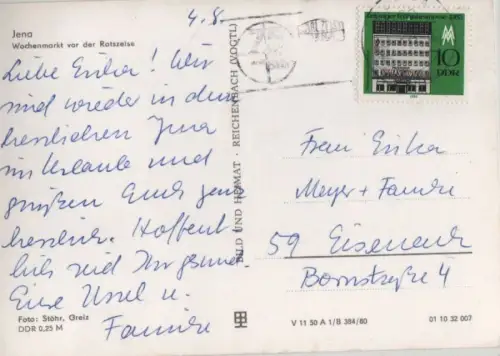 4.8.
Jena
Wochenmarkt vor der Ratszeise
Liebe Erika! Wir
sind wieder in dem
herrlichen Jena
im Urlaube und
grüßen Euch ganz
herzlich. Hoffent
lich seid Ihr gesund
Eure Ursel u.
Familie
Foto: Stöhr, Greiz
DDR 0,25 M
BILD UND HEIMAT · REICHENBACH (VOGTL)
10
DDR
Frau Erika
Meyer + Familie
59 Eisenach
Bornstraße 4
V 11 50 A 1/B 384/80
01 10 32 007